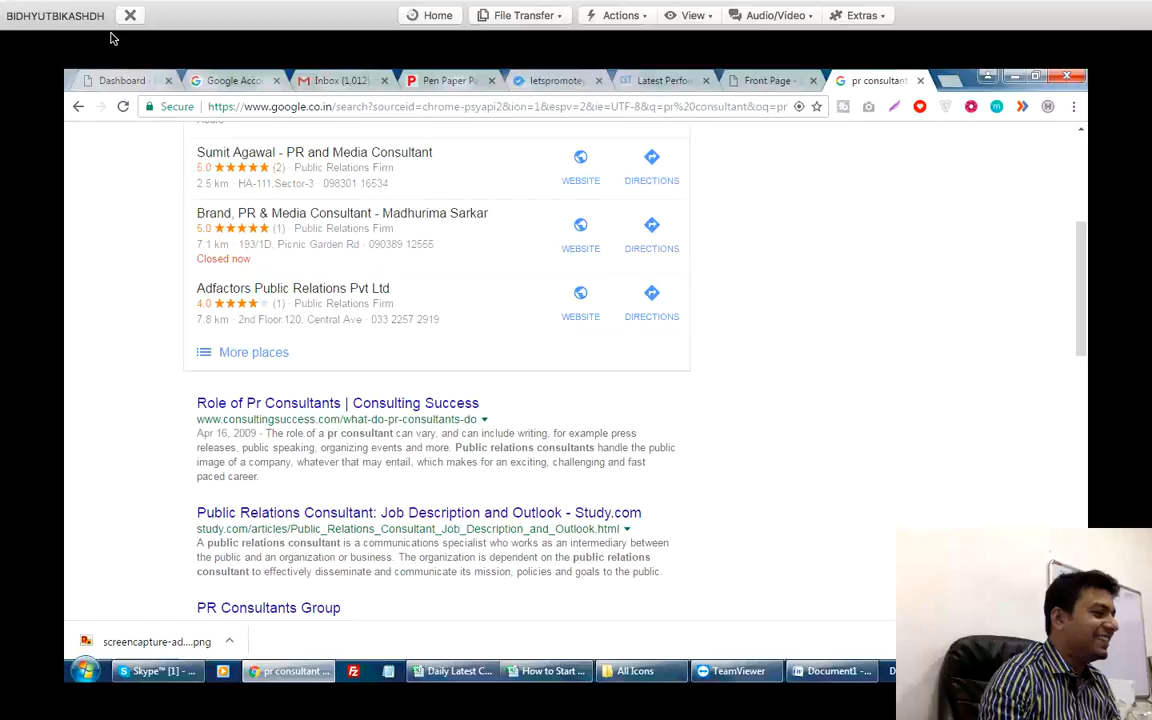 BIDHYUTBIKASHDH
Home
File Transfer
Actions
View
Audio/Video
Extras
Dashboard
Google Acco
Inbox (1,012)
Pen Paper P
letspromote
Latest Perfo
Front Page -
pr consultant
Secure
https://www.google.co.in/search?sourceid=chrome-psyapi2&ion=1&espv=2&ie=UTF-8&q=pr%20consultant&oq=pr
Sumit Agawal - PR and Media Consultant
5.0 (2) · Public Relations Firm
2.5 km · HA-111,Sector-3 · 098301 16534
WEBSITE
DIRECTIONS
Brand, PR & Media Consultant - Madhurima Sarkar
5.0 (1) · Public Relations Firm
7.1 km · 193/1D, Picnic Garden Rd · 090389 12555
Closed now
WEBSITE
DIRECTIONS
Adfactors Public Relations Pvt Ltd
4.0 (1) · Public Relations Firm
7.8 km · 2nd Floor,120, Central Ave · 033 2257 2919
WEBSITE
DIRECTIONS
More places
Role of Pr Consultants | Consulting Success
www.consultingsuccess.com/what-do-pr-consultants-do
Apr 16, 2009 - The role of a pr consultant can vary, and can include writing, for example press
releases, public speaking, organizing events and more. Public relations consultants handle the public
image of a company, whatever that may entail, which makes for an exciting, challenging and fast
paced career.
Public Relations Consultant: Job Description and Outlook - Study.com
study.com/articles/Public_Relations_Consultant_Job_Description_and_Outlook.html
A public relations consultant is a communications specialist who works as an intermediary between
the public and an organization or business. The organization is dependent on the public relations
consultant to effectively disseminate and communicate its mission, policies and goals to the public.
PR Consultants Group
screencapture-ad....png
Skype™ [1] - ...
pr consultant ...
Daily Latest C...
How to Start ...
All Icons
TeamViewer
Document1 -...